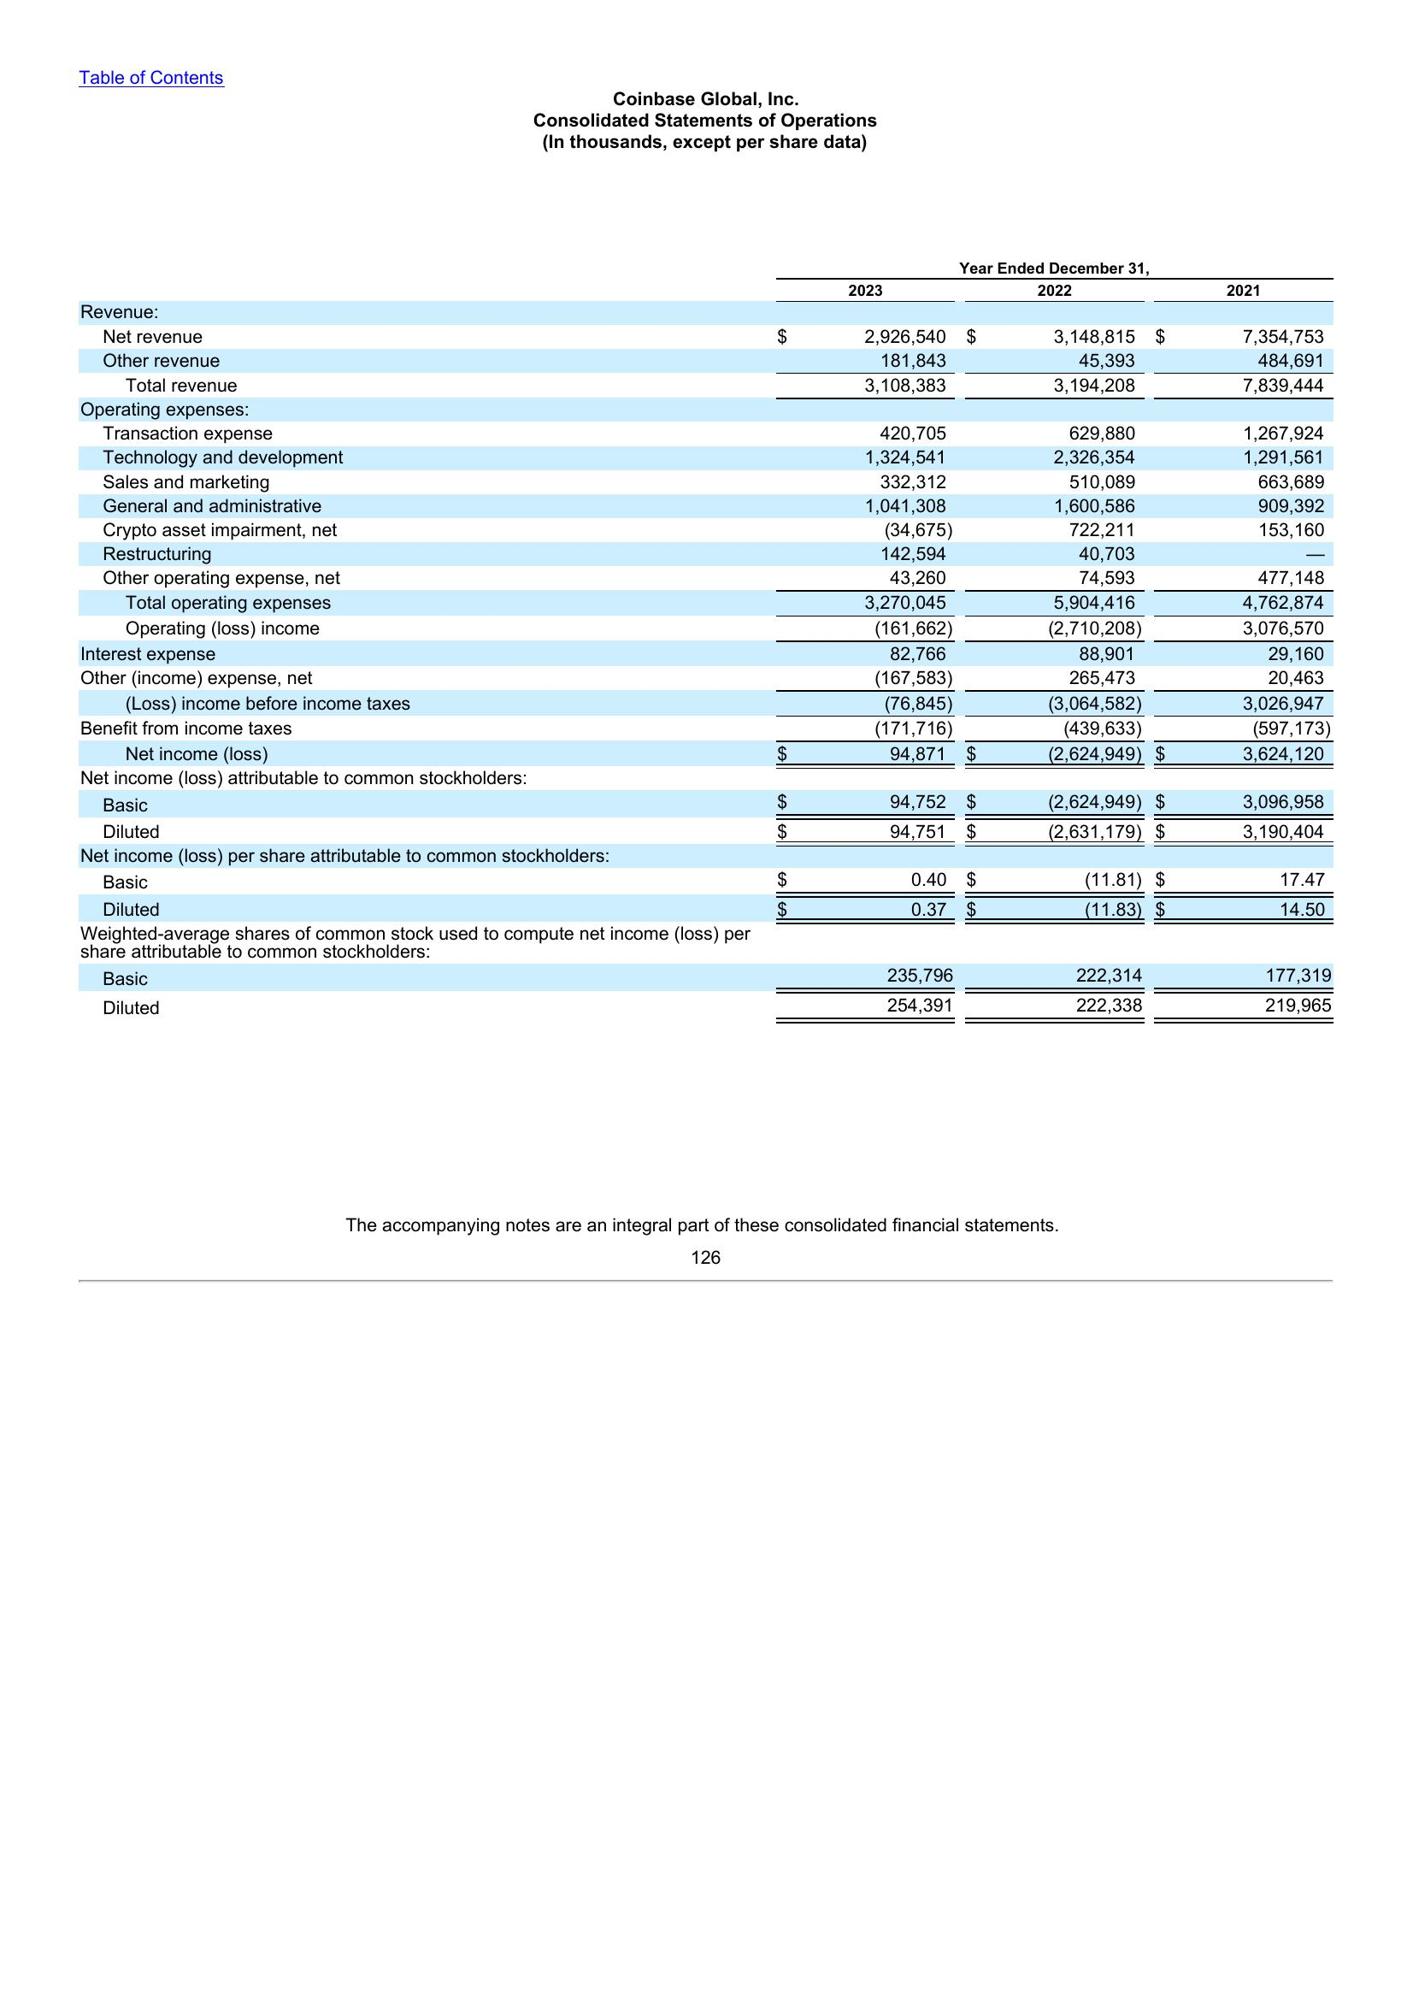 Table of Contents
Coinbase Global, Inc.
Consolidated Statements of Operations
(In thousands, except per share data)
Year Ended December 31,
2023 2022 2021
Revenue:
Net revenue $ 2,926,540 $ 3,148,815 $ 7,354,753
Other revenue 181,843 45,393 484,691
Total revenue 3,108,383 3,194,208 7,839,444
Operating expenses:
Transaction expense 420,705 629,880 1,267,924
Technology and development 1,324,541 2,326,354 1,291,561
Sales and marketing 332,312 510,089 663,689
General and administrative 1,041,308 1,600,586 909,392
Crypto asset impairment, net (34,675) 722,211 153,160
Restructuring 142,594 40,703 —
Other operating expense, net 43,260 74,593 477,148
Total operating expenses 3,270,045 5,904,416 4,762,874
Operating (loss) income (161,662) (2,710,208) 3,076,570
Interest expense 82,766 88,901 29,160
Other (income) expense, net (167,583) 265,473 20,463
(Loss) income before income taxes (76,845) (3,064,582) 3,026,947
Benefit from income taxes (171,716) (439,633) (597,173)
Net income (loss) $ 94,871 $ (2,624,949) $ 3,624,120
Net income (loss) attributable to common stockholders:
Basic $ 94,752 $ (2,624,949) $ 3,096,958
Diluted $ 94,751 $ (2,631,179) $ 3,190,404
Net income (loss) per share attributable to common stockholders:
Basic $ 0.40 $ (11.81) $ 17.47
Diluted $ 0.37 $ (11.83) $ 14.50
Weighted-average shares of common stock used to compute net income (loss) per
share attributable to common stockholders:
Basic 235,796 222,314 177,319
Diluted 254,391 222,338 219,965
The accompanying notes are an integral part of these consolidated financial statements.
126